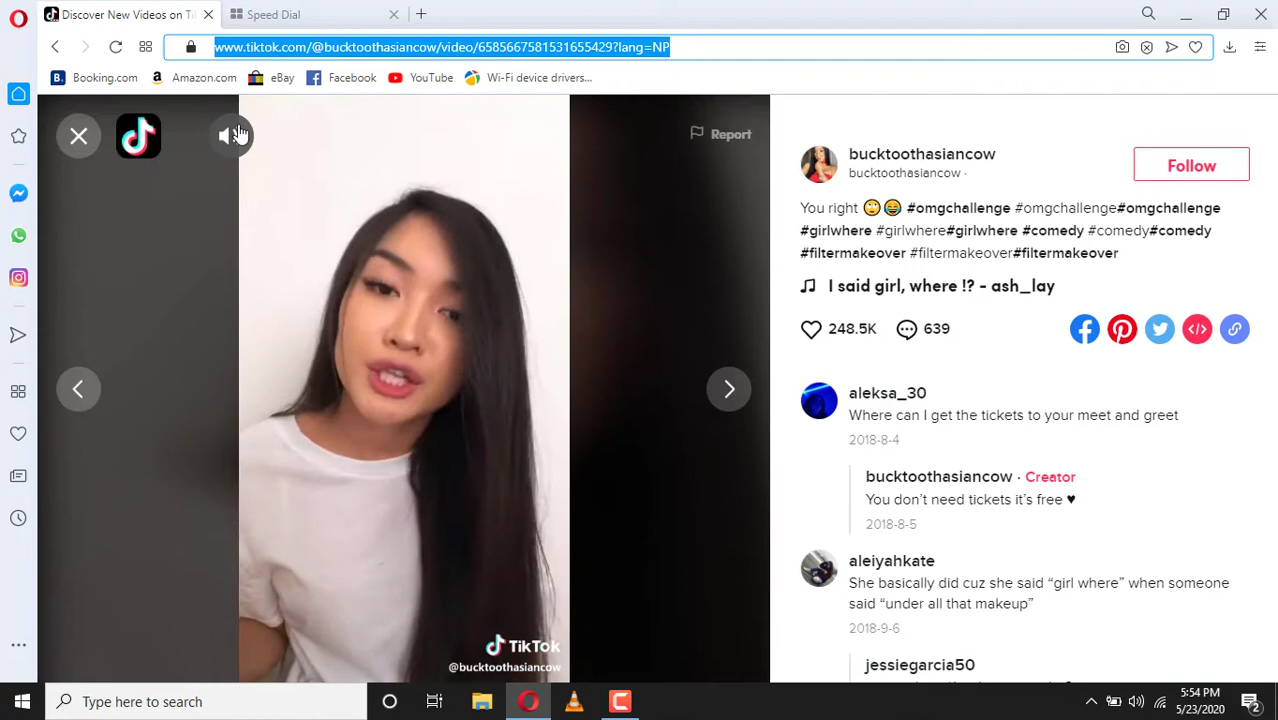 Discover New Videos on Ti
Speed Dial
www.tiktok.com/@bucktoothasiancow/video/6585667581531655429?lang=NP
Booking.com
Amazon.com
eBay
Facebook
YouTube
Wi-Fi device drivers...
Report
TikTok
@bucktoothasiancow
bucktoothasiancow
bucktoothasiancow ·
Follow
You right 🙄😂 #omgchallenge #omgchallenge#omgchallenge
#girlwhere #girlwhere#girlwhere #comedy #comedy#comedy
#filtermakeover #filtermakeover#filtermakeover
I said girl, where !? - ash_lay
248.5K
639
aleksa_30
Where can I get the tickets to your meet and greet
2018-8-4
bucktoothasiancow · Creator
You don't need tickets it's free ♥
2018-8-5
aleiyahkate
She basically did cuz she said “girl where” when someone
said “under all that makeup”
2018-9-6
jessiegarcia50
Type here to search
5:54 PM
5/23/2020
2